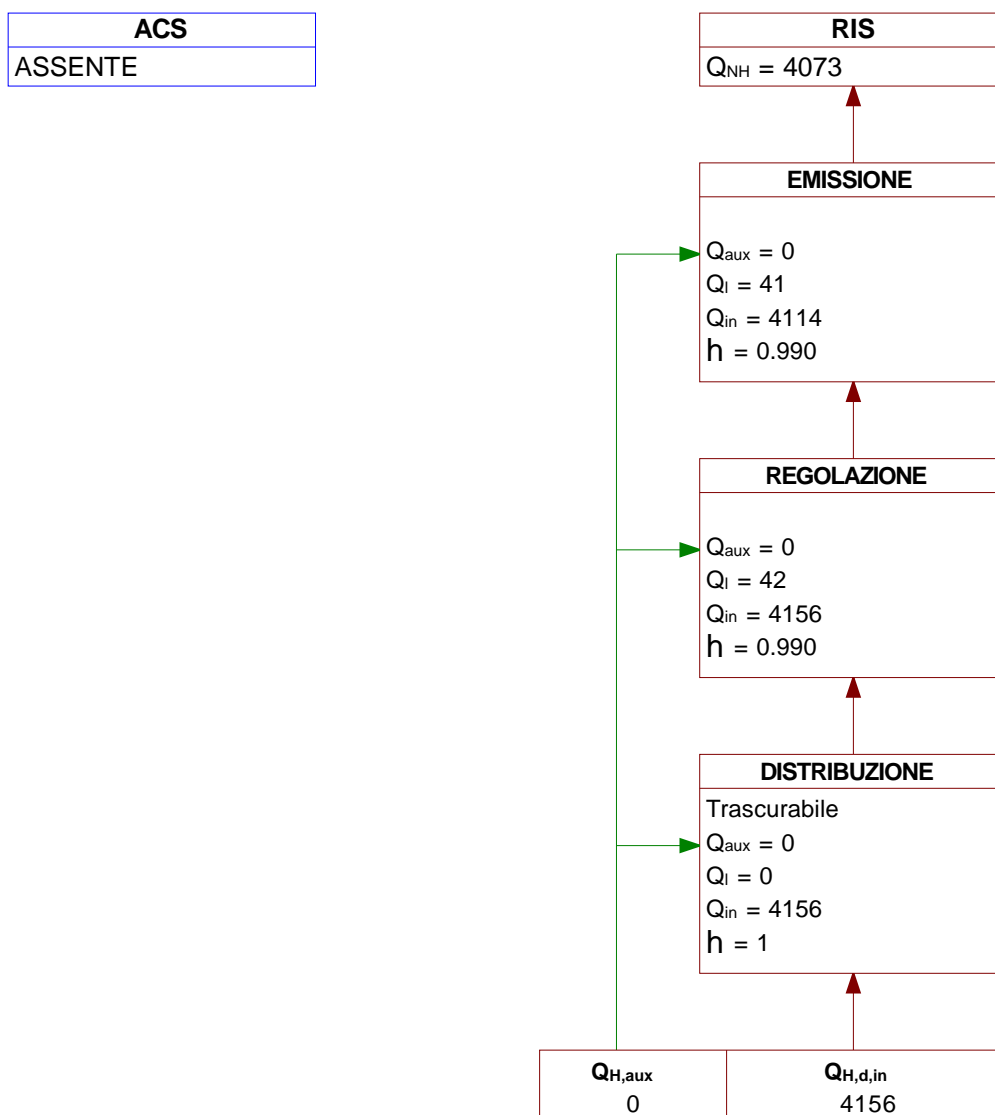 ACS
ASSENTE
RIS
QNH = 4073
EMISSIONE
Qaux = 0
Ql = 41
Qin = 4114
h = 0.990
REGOLAZIONE
Qaux = 0
Ql = 42
Qin = 4156
h = 0.990
DISTRIBUZIONE
Trascurabile
Qaux = 0
Ql = 0
Qin = 4156
h = 1
QH,aux
0
QH,d,in
4156